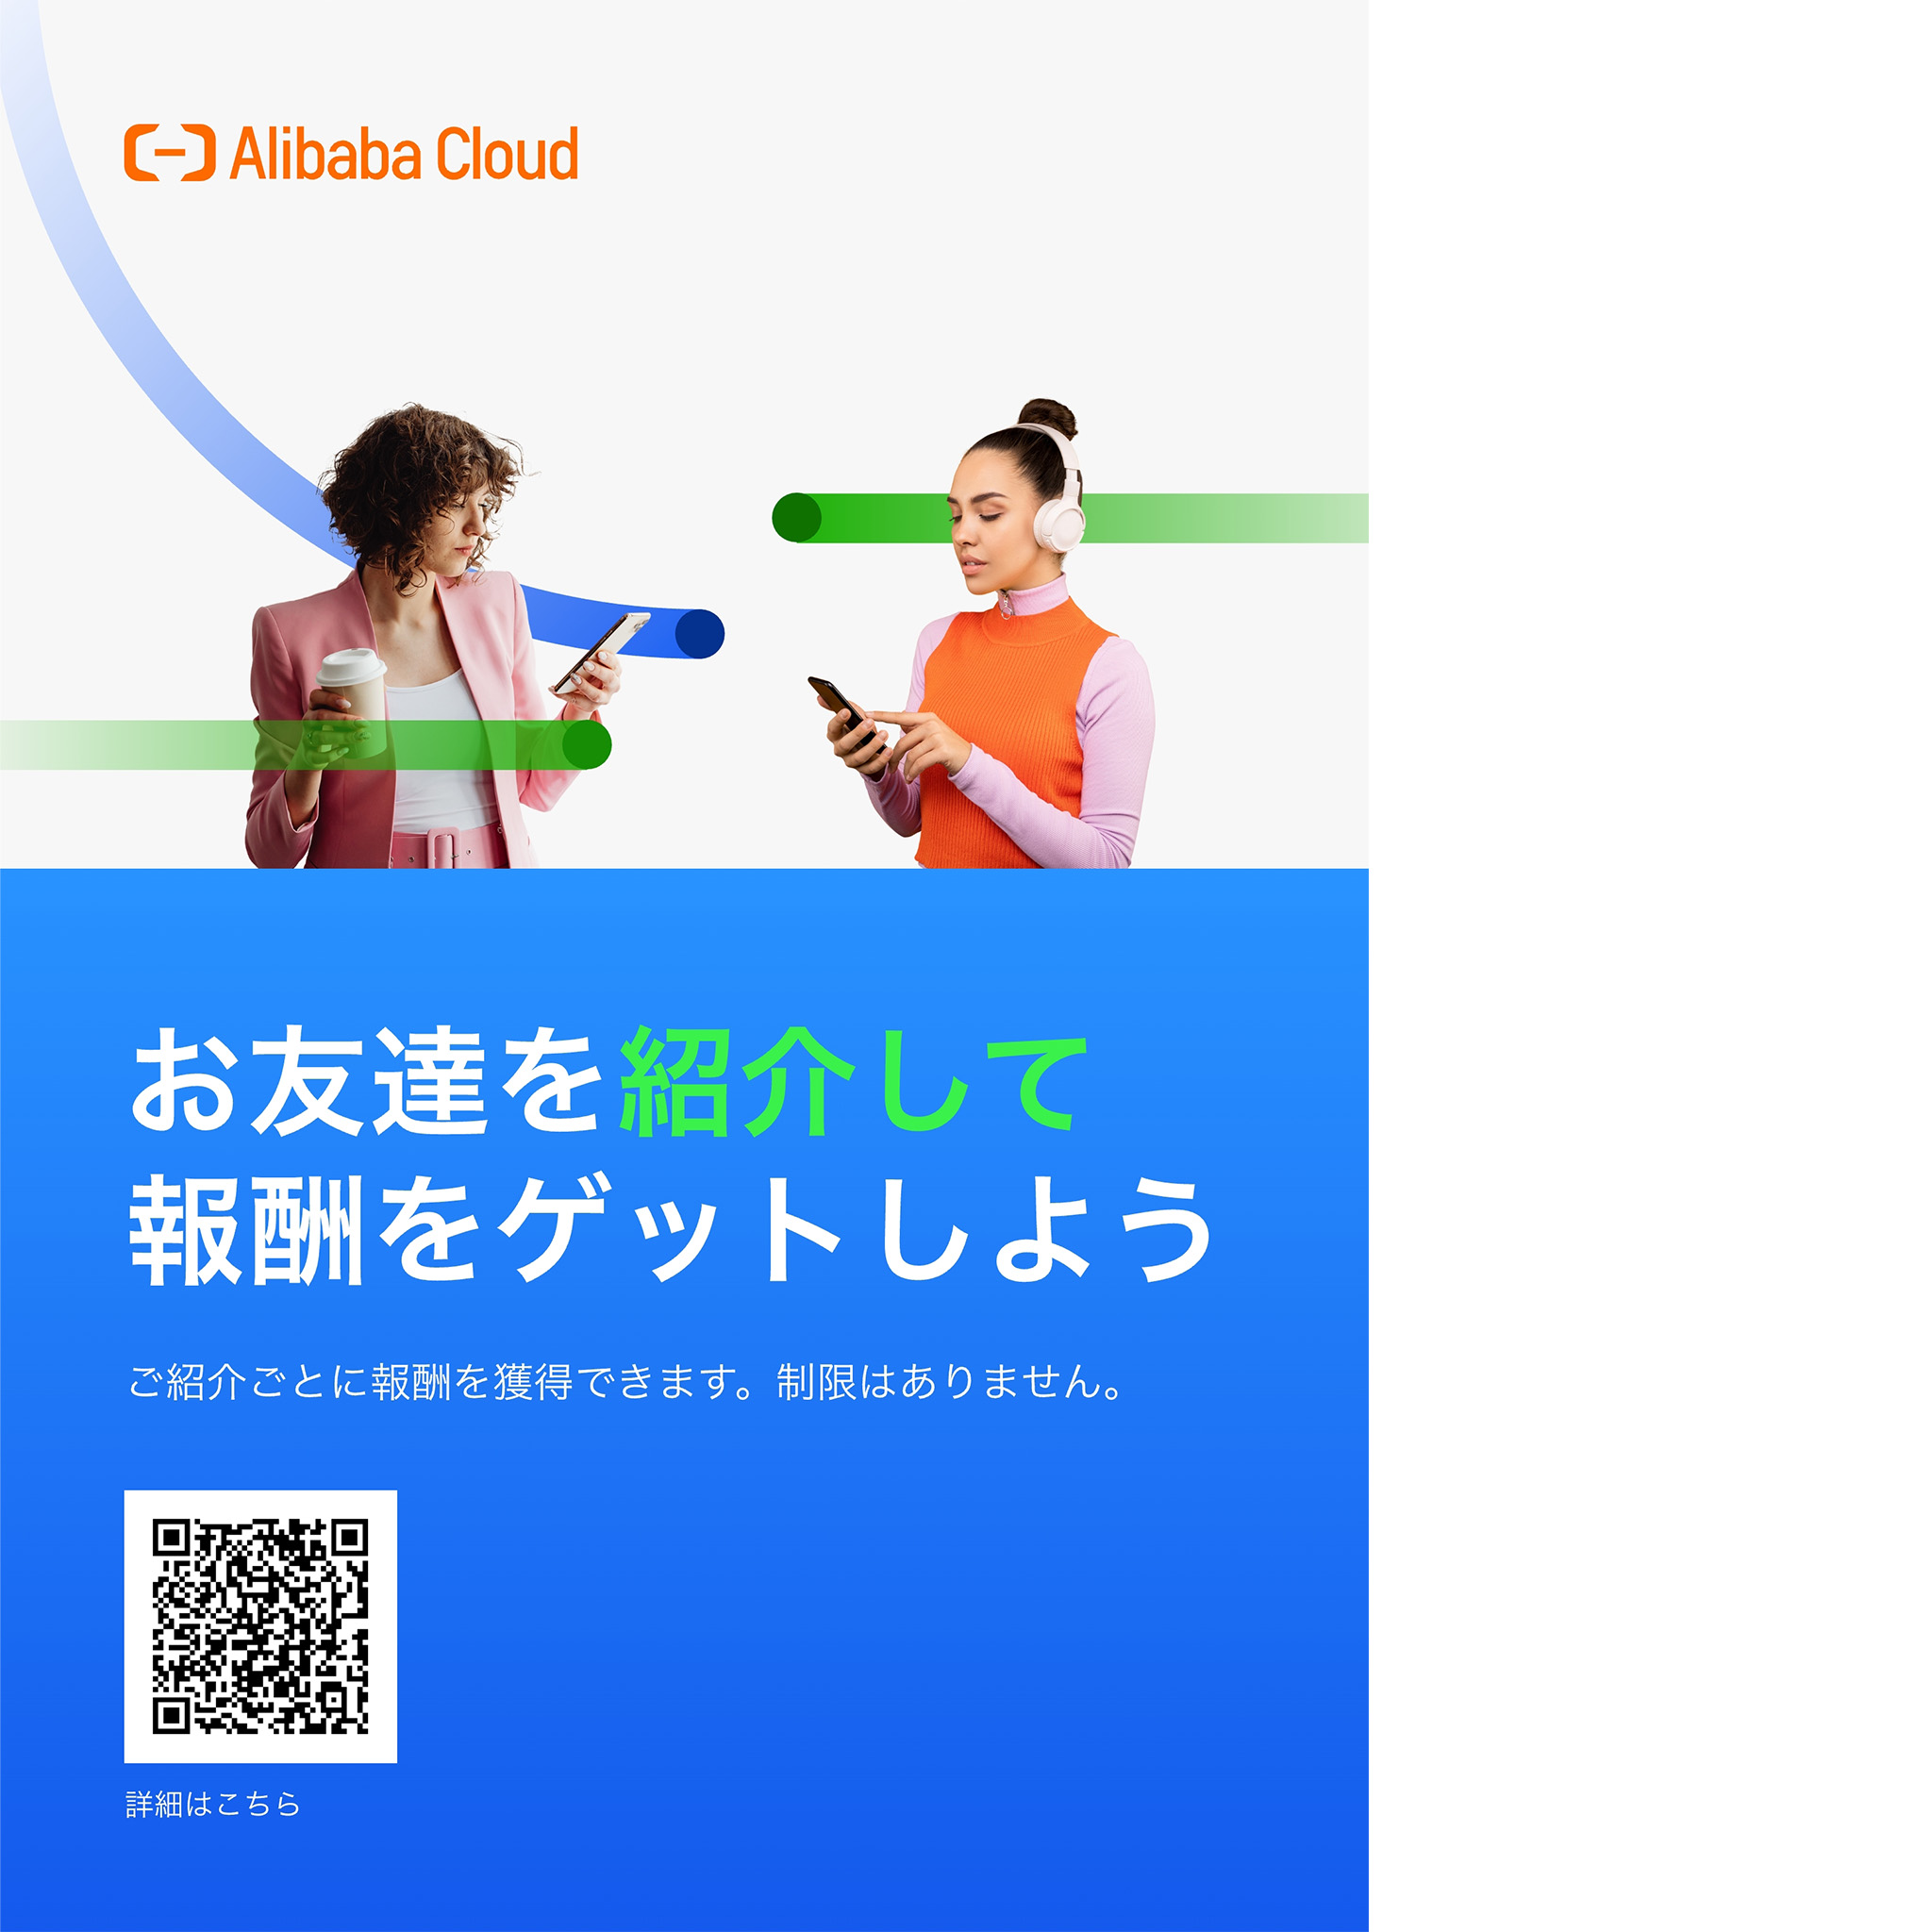 Alibaba Cloud
お友達を紹介して
報酬をゲットしよう
ご紹介ごとに報酬を獲得できます。制限はありません。
詳細はこちら